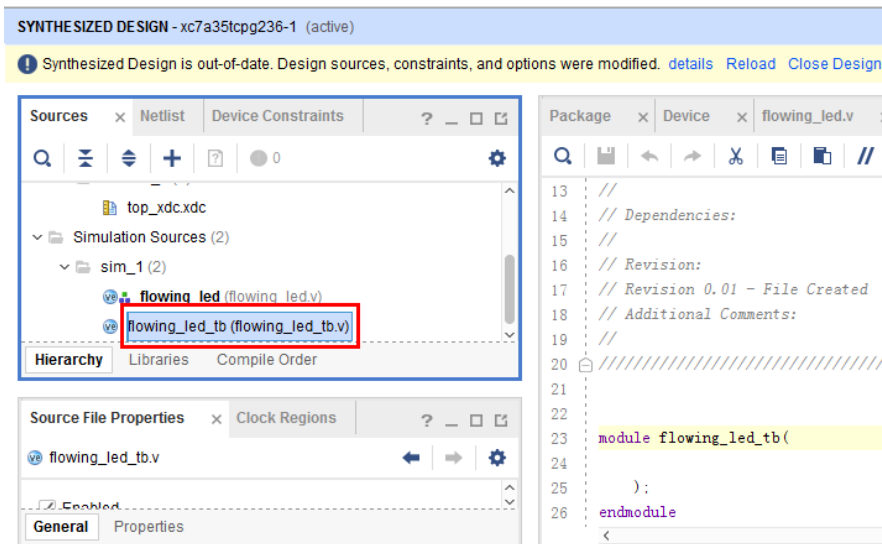 SYNTHESIZED DESIGN - xc7a35tcpg236-1 (active)
Synthesized Design is out-of-date. Design sources, constraints, and options were modified. details Reload Close Design
Sources Netlist Device Constraints
0
top_xdc.xdc
Simulation Sources (2)
sim_1 (2)
flowing_led (flowing_led.v)
flowing_led_tb (flowing_led_tb.v)
Hierarchy Libraries Compile Order
Source File Properties Clock Regions
flowing_led_tb.v
Enabled
General Properties
Package Device flowing_led.v
13 //
14 // Dependencies:
15 //
16 // Revision:
17 // Revision 0.01 - File Created
18 // Additional Comments:
19 //
20 //////////////////////////////////
21
22
23 module flowing_led_tb(
24
25 );
26 endmodule